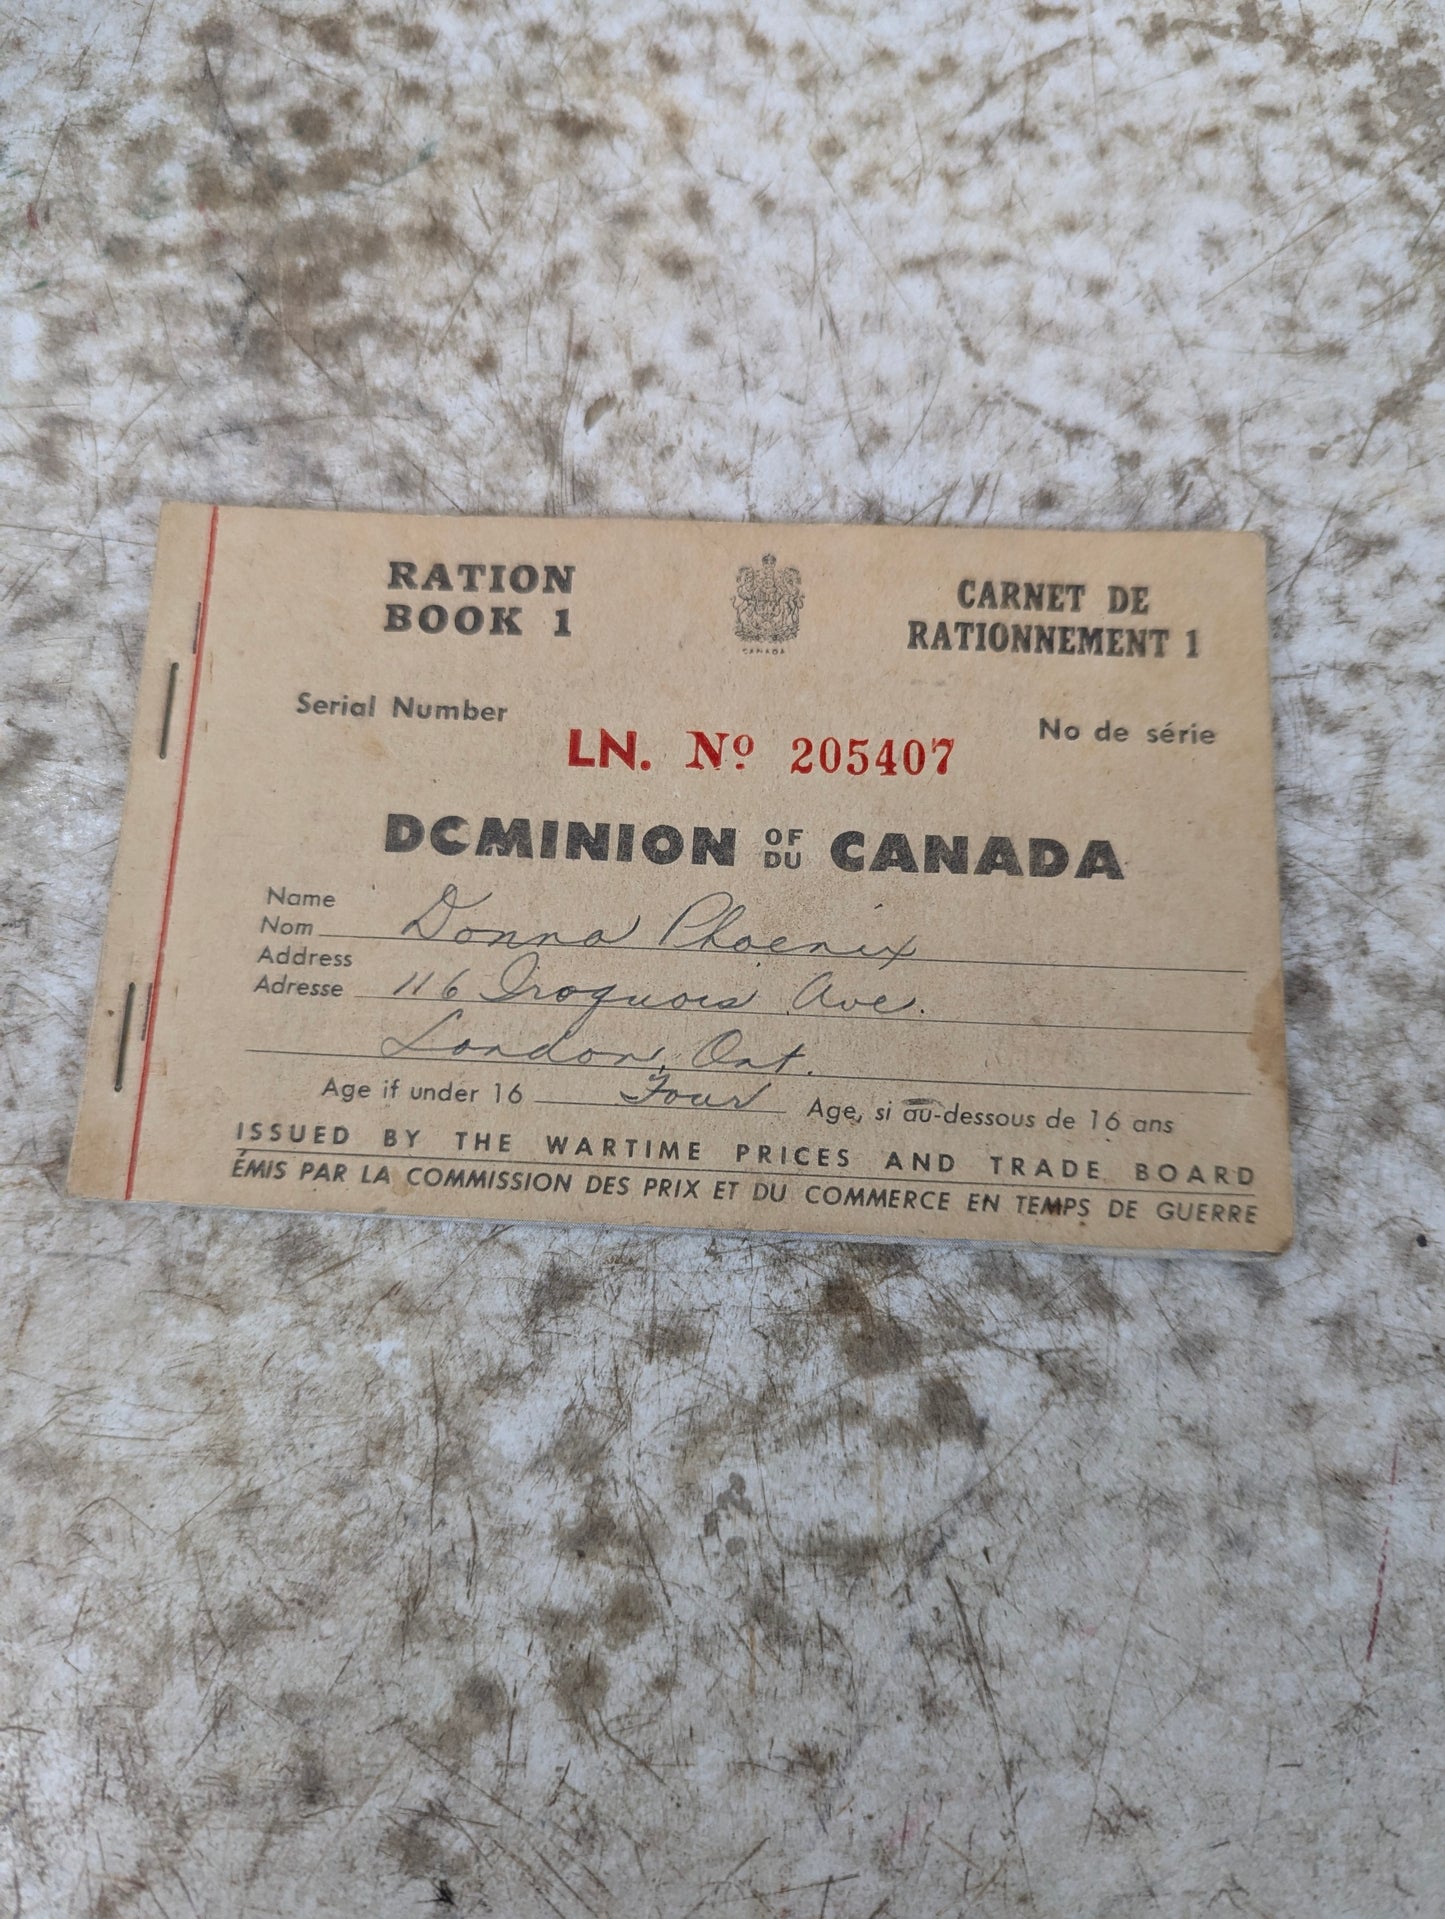 RATION
BOOK 1
CANADA
CARNET DE
RATIONNEMENT 1
Serial Number
No de série
LN. Nº 205407
DOMINION OF DU CANADA
Name
Nom Donna Phoenix
Address
Adresse 116 Iroquois Ave.
London, Ont.
Age if under 16 Four Age, si au-dessous de 16 ans
ISSUED BY THE WARTIME PRICES AND TRADE BOARD
ÉMIS PAR LA COMMISSION DES PRIX ET DU COMMERCE EN TEMPS DE GUERRE